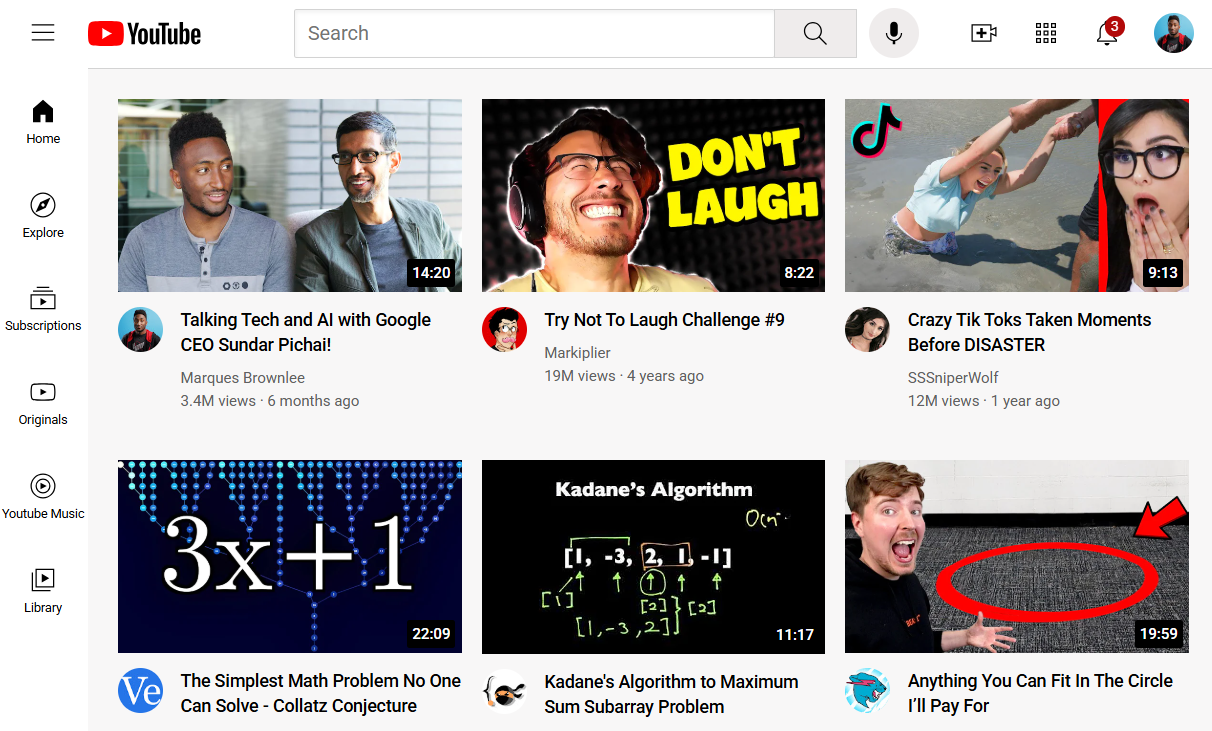 YouTube
Search
3
Home
Explore
Subscriptions
Originals
Youtube Music
Library
14:20
DON'T
LAUGH
8:22
9:13
Talking Tech and AI with Google
CEO Sundar Pichai!
Marques Brownlee
3.4M views · 6 months ago
Try Not To Laugh Challenge #9
Markiplier
19M views · 4 years ago
Crazy Tik Toks Taken Moments
Before DISASTER
SSSniperWolf
12M views · 1 year ago
3x+1
22:09
Kadane's Algorithm
[1, -3, 2, 1, -1]
[1]
[2]
[2]
[1, -3, 2]
11:17
19:59
Ve
The Simplest Math Problem No One
Can Solve - Collatz Conjecture
Kadane's Algorithm to Maximum
Sum Subarray Problem
Anything You Can Fit In The Circle
I’ll Pay For